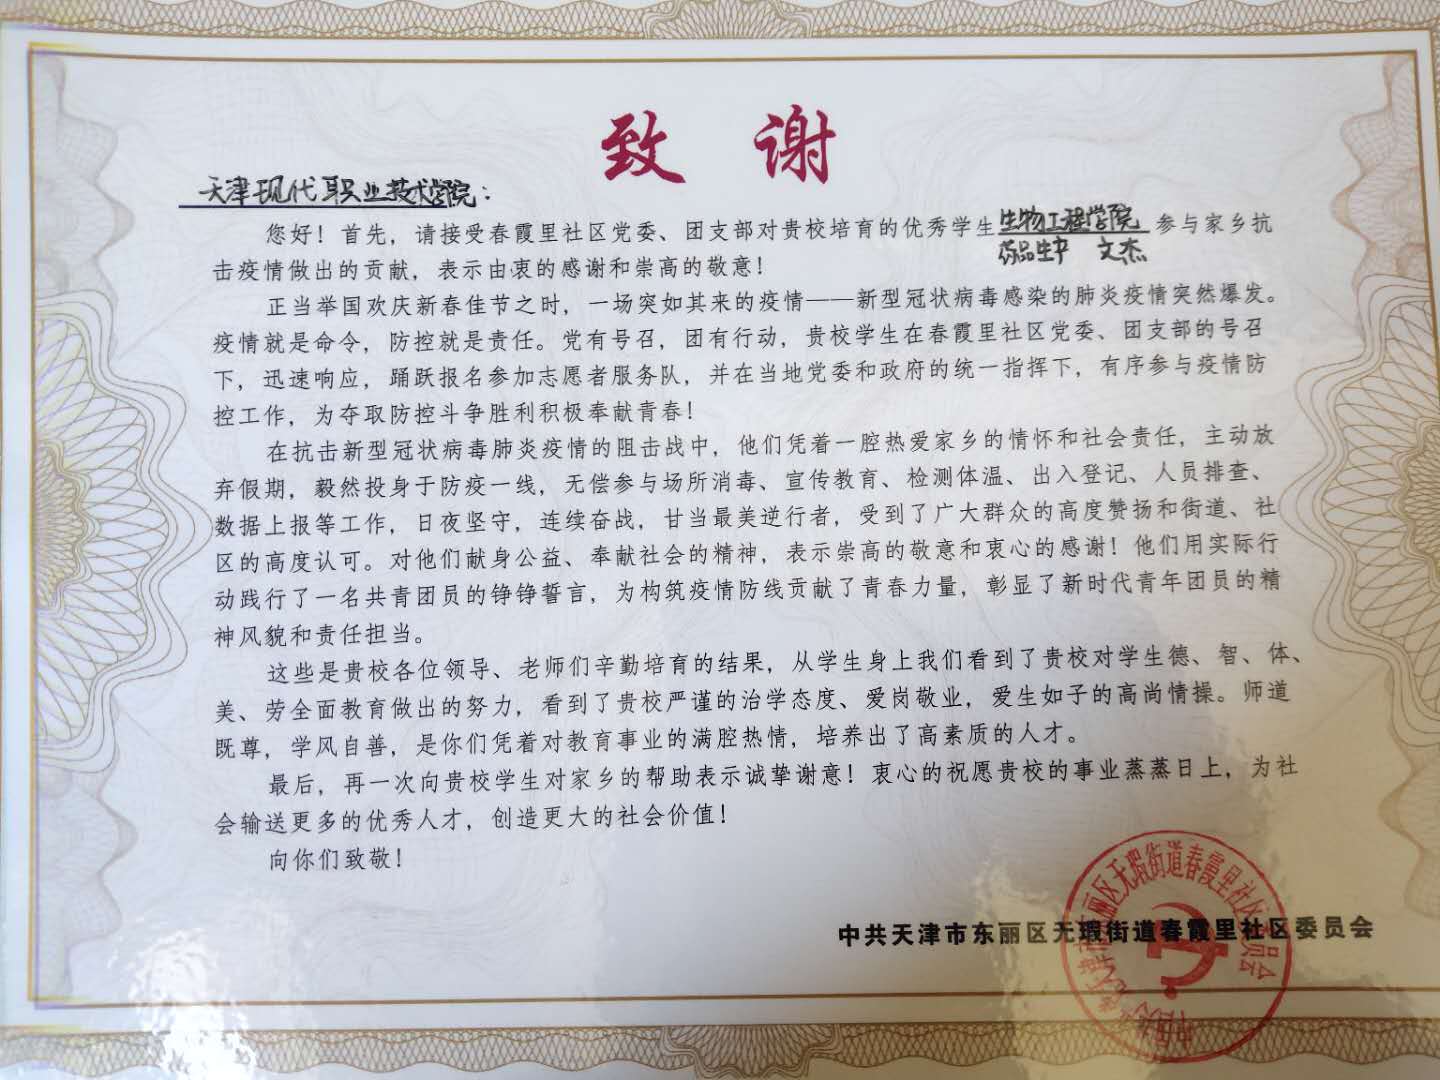 致谢
天津现代职业技术学院：
您好！首先，请接受春霞里社区党委、团支部对贵校培育的优秀学生生物工程学院参与家乡抗
药品生产 文杰
击疫情做出的贡献，表示由衷的感谢和崇高的敬意！
正当举国欢庆新春佳节之时，一场突如其来的疫情——新型冠状病毒感染的肺炎疫情突然爆发。
疫情就是命令，防控就是责任。党有号召，团有行动，贵校学生在春霞里社区党委、团支部的号召
下，迅速响应，踊跃报名参加志愿者服务队，并在当地党委和政府的统一指挥下，有序参与疫情防
控工作，为夺取防控斗争胜利积极奉献青春！
在抗击新型冠状病毒肺炎疫情的阻击战中，他们凭着一腔热爱家乡的情怀和社会责任，主动放
弃假期，毅然投身于防疫一线，无偿参与场所消毒、宣传教育、检测体温、出入登记、人员排查、
数据上报等工作，日夜坚守，连续奋战，甘当最美逆行者，受到了广大群众的高度赞扬和街道、社
区的高度认可。对他们献身公益、奉献社会的精神，表示崇高的敬意和衷心的感谢！他们用实际行
动践行了一名共青团员的铮铮誓言，为构筑疫情防线贡献了青春力量，彰显了新时代青年团员的精
神风貌和责任担当。
这些是贵校各位领导、老师们辛勤培育的结果，从学生身上我们看到了贵校对学生德、智、体、
美、劳全面教育做出的努力，看到了贵校严谨的治学态度、爱岗敬业，爱生如子的高尚情操。师道
既尊，学风自善，是你们凭着对教育事业的满腔热情，培养出了高素质的人才。
最后，再一次向贵校学生对家乡的帮助表示诚挚谢意！衷心的祝愿贵校的事业蒸蒸日上，为社
会输送更多的优秀人才，创造更大的社会价值！
向你们致敬！
中共天津市东丽区无瑕街道春霞里社区委员会